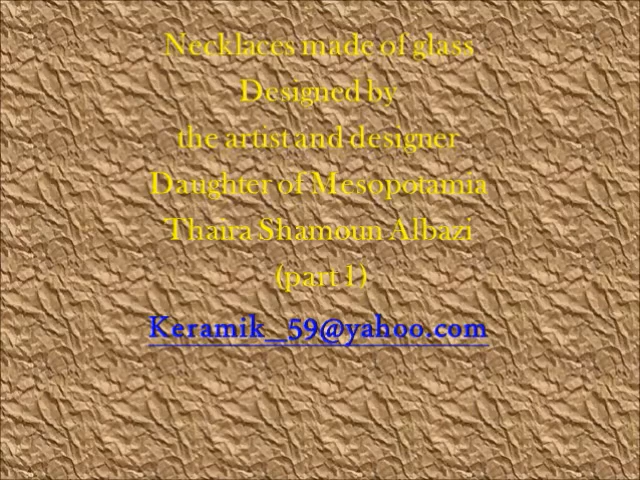 Necklaces made of glass
Designed by
the artist and designer
Daughter of Mesopotamia
Thaira Shamoun Albazi
(part 1)
Keramik_59@yahoo.com